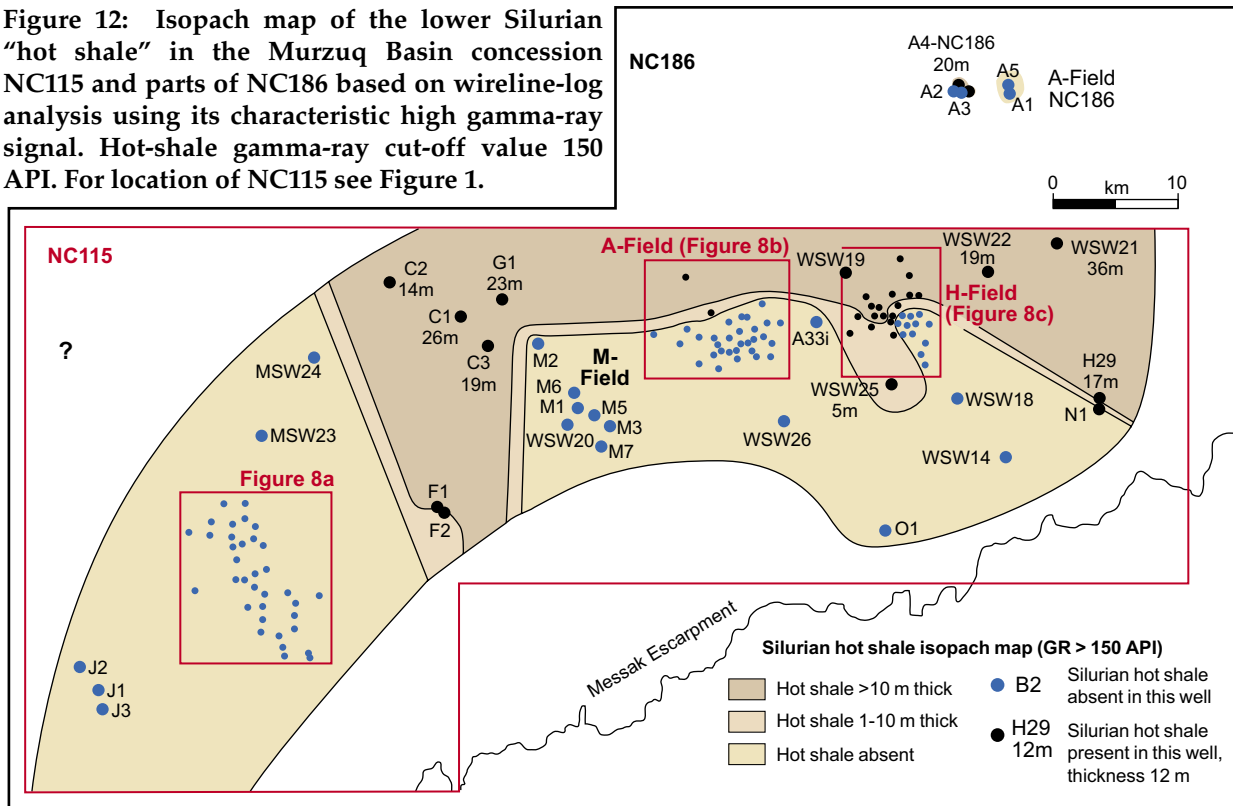 Figure 12: Isopach map of the lower Silurian
“hot shale” in the Murzuq Basin concession
NC115 and parts of NC186 based on wireline-log
analysis using its characteristic high gamma-ray
signal. Hot-shale gamma-ray cut-off value 150
API. For location of NC115 see Figure 1.
NC186
A4-NC186
20m
A2
A3
A5
A1
A-Field
NC186
0 km 10
NC115
?
C2
14m
G1
23m
C1
26m
C3
19m
A-Field (Figure 8b)
WSW19
WSW22
19m
WSW21
36m
H-Field
(Figure 8c)
MSW24
MSW23
M2
M-
Field
M6
M1
M5
M3
WSW20
M7
A33i
WSW25
5m
WSW26
WSW18
WSW14
H29
17m
N1
O1
F1
F2
Figure 8a
J2
J1
J3
Messak Escarpment
Silurian hot shale isopach map (GR > 150 API)
Hot shale >10 m thick
Hot shale 1-10 m thick
Hot shale absent
B2
Silurian hot shale
absent in this well
H29
12m
Silurian hot shale
present in this well,
thickness 12 m